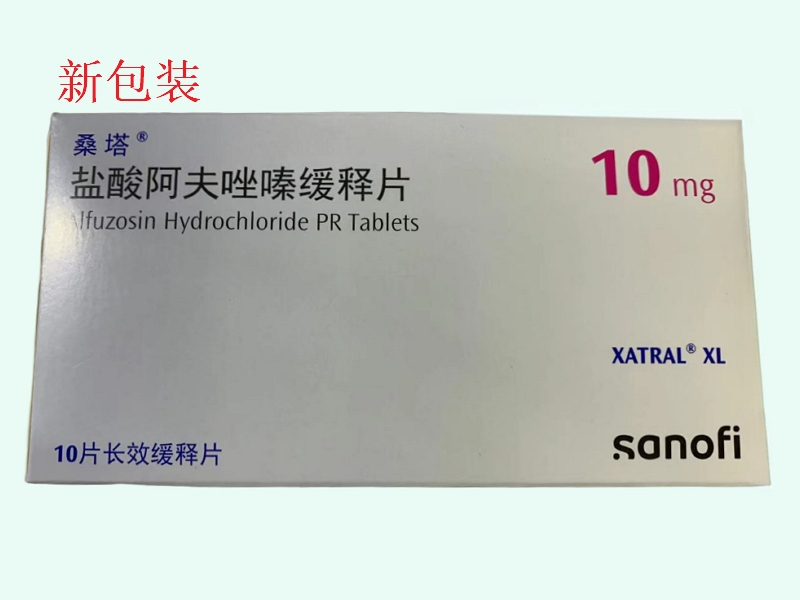 新包装
桑塔®
盐酸阿夫唑嗪缓释片
Alfuzosin Hydrochloride PR Tablets
10 mg
XATRAL® XL
10片长效缓释片
sanofi